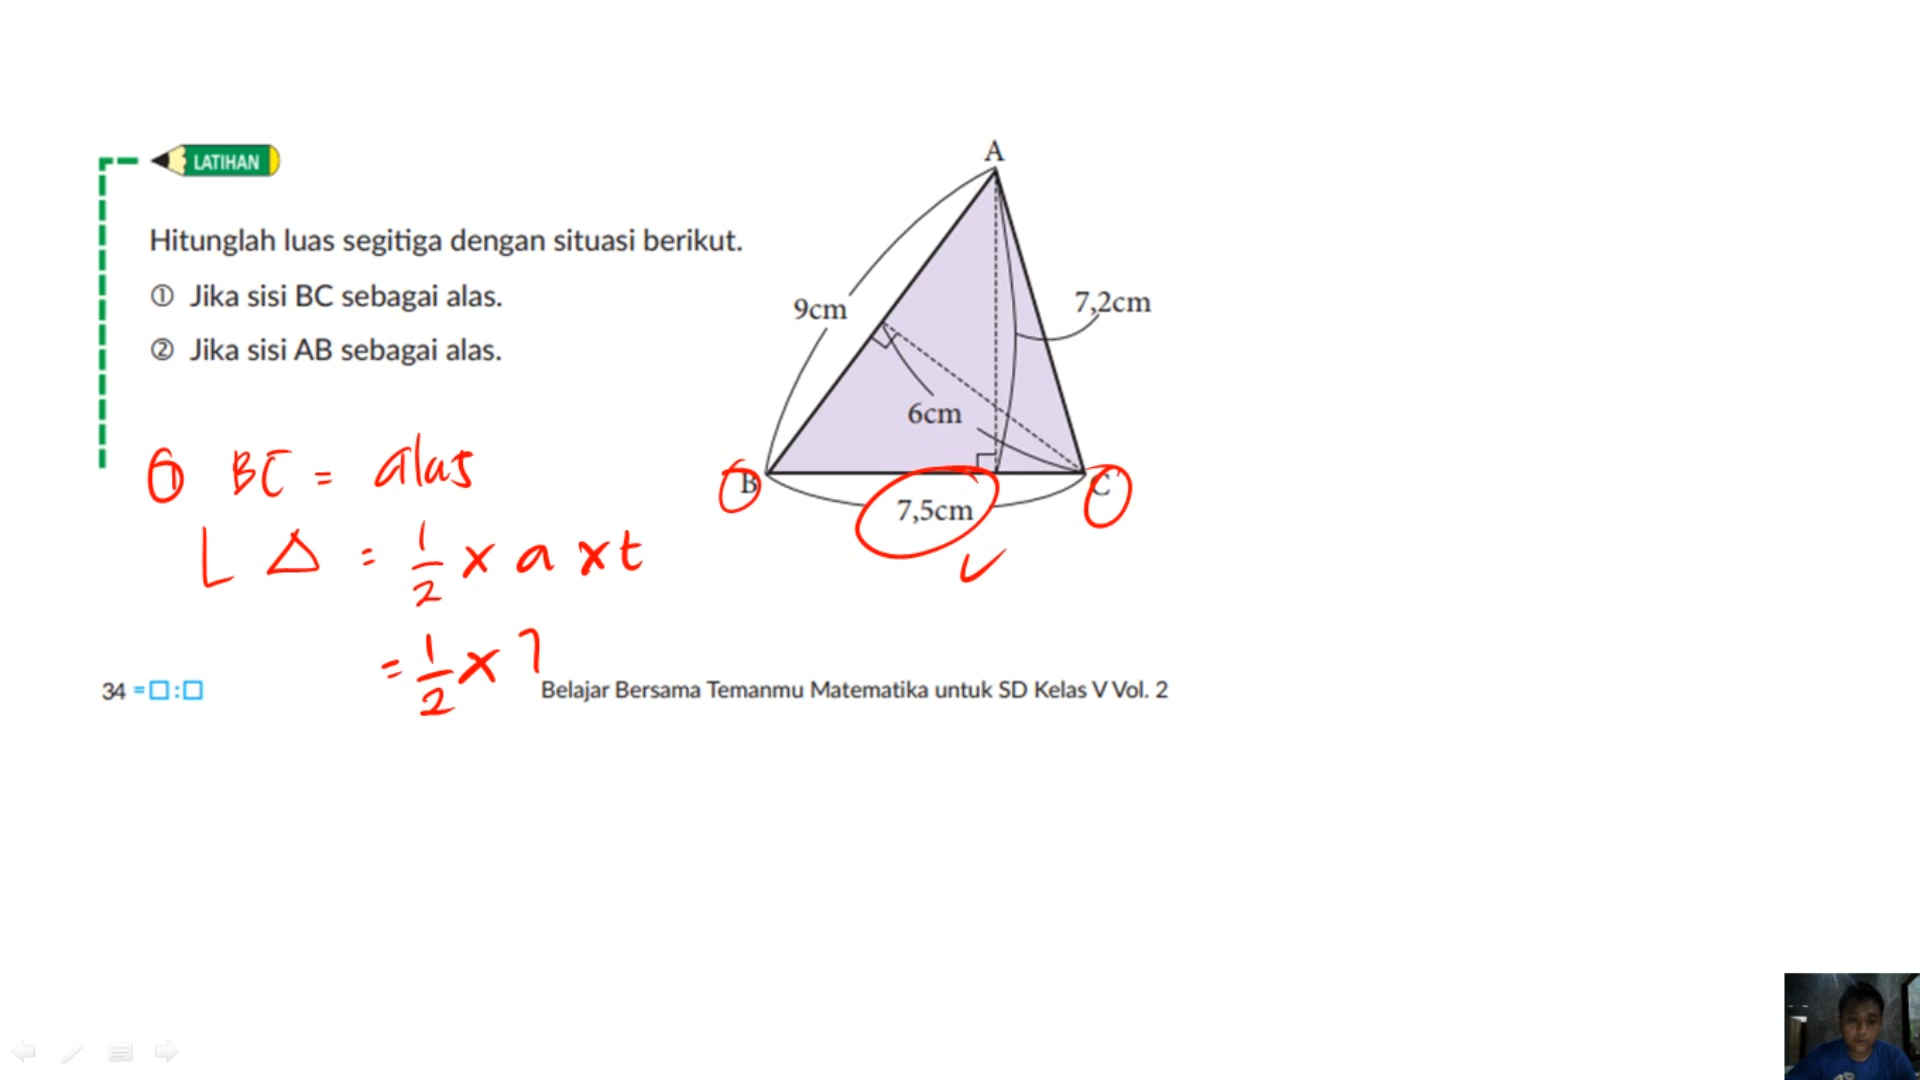 LATIHAN
Hitunglah luas segitiga dengan situasi berikut.
① Jika sisi BC sebagai alas.
② Jika sisi AB sebagai alas.
A
9cm
7,2cm
6cm
B
C
7,5cm
① BC = alas
L △ = 1/2 x a x t
= 1/2 x 7
34 =□:□
Belajar Bersama Temanmu Matematika untuk SD Kelas V Vol. 2